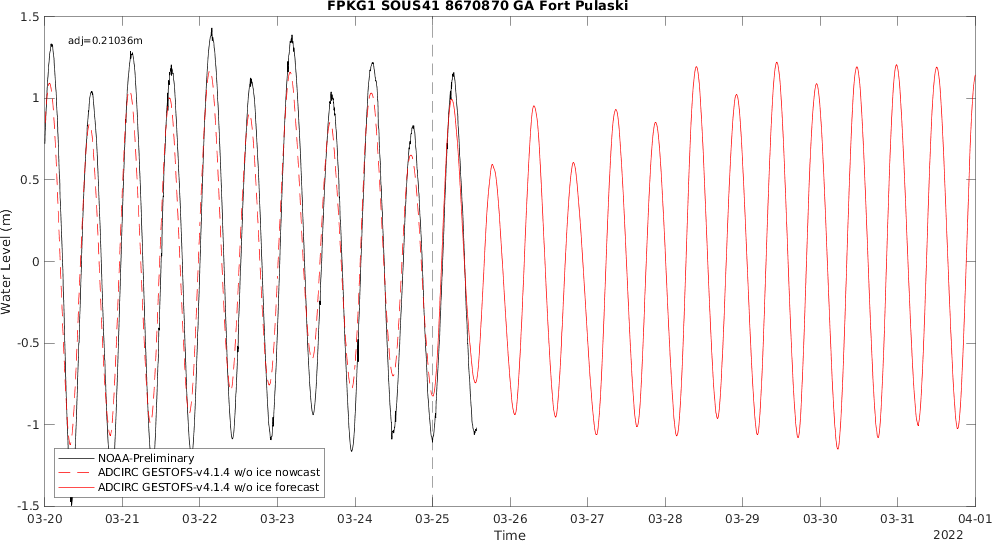 FPKG1 SOUS41 8670870 GA Fort Pulaski
adj=0.21036m
1.5
1
0.5
0
-0.5
-1
-1.5
Water Level (m)
NOAA-Preliminary
ADCIRC GESTOFS-v4.1.4 w/o ice nowcast
ADCIRC GESTOFS-v4.1.4 w/o ice forecast
03-20 03-21 03-22 03-23 03-24 03-25 03-26 03-27 03-28 03-29 03-30 03-31 04-01
Time
2022